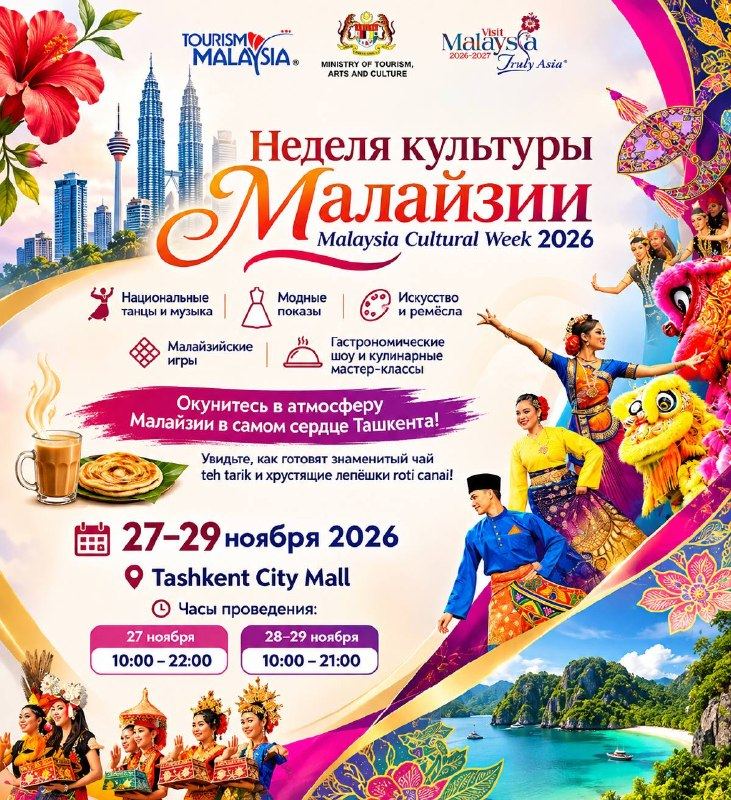 TOURISM
MALAYSIA®
MINISTRY OF TOURISM,
ARTS AND CULTURE
Visit
Malaysia
2026-2027
Truly Asia®
Неделя культуры
Малайзии
Malaysia Cultural Week 2026
Национальные
танцы и музыка
Модные
показы
Искусство
и ремёсла
Малайзийские
игры
Гастрономические
шоу и кулинарные
мастер-классы
Окунитесь в атмосферу
Малайзии в самом сердце Ташкента!
Увидьте, как готовят знаменитый чай
teh tarik и хрустящие лепёшки roti canai!
27–29 ноября 2026
Tashkent City Mall
Часы проведения:
27 ноября
10:00 – 22:00
28–29 ноября
10:00 – 21:00